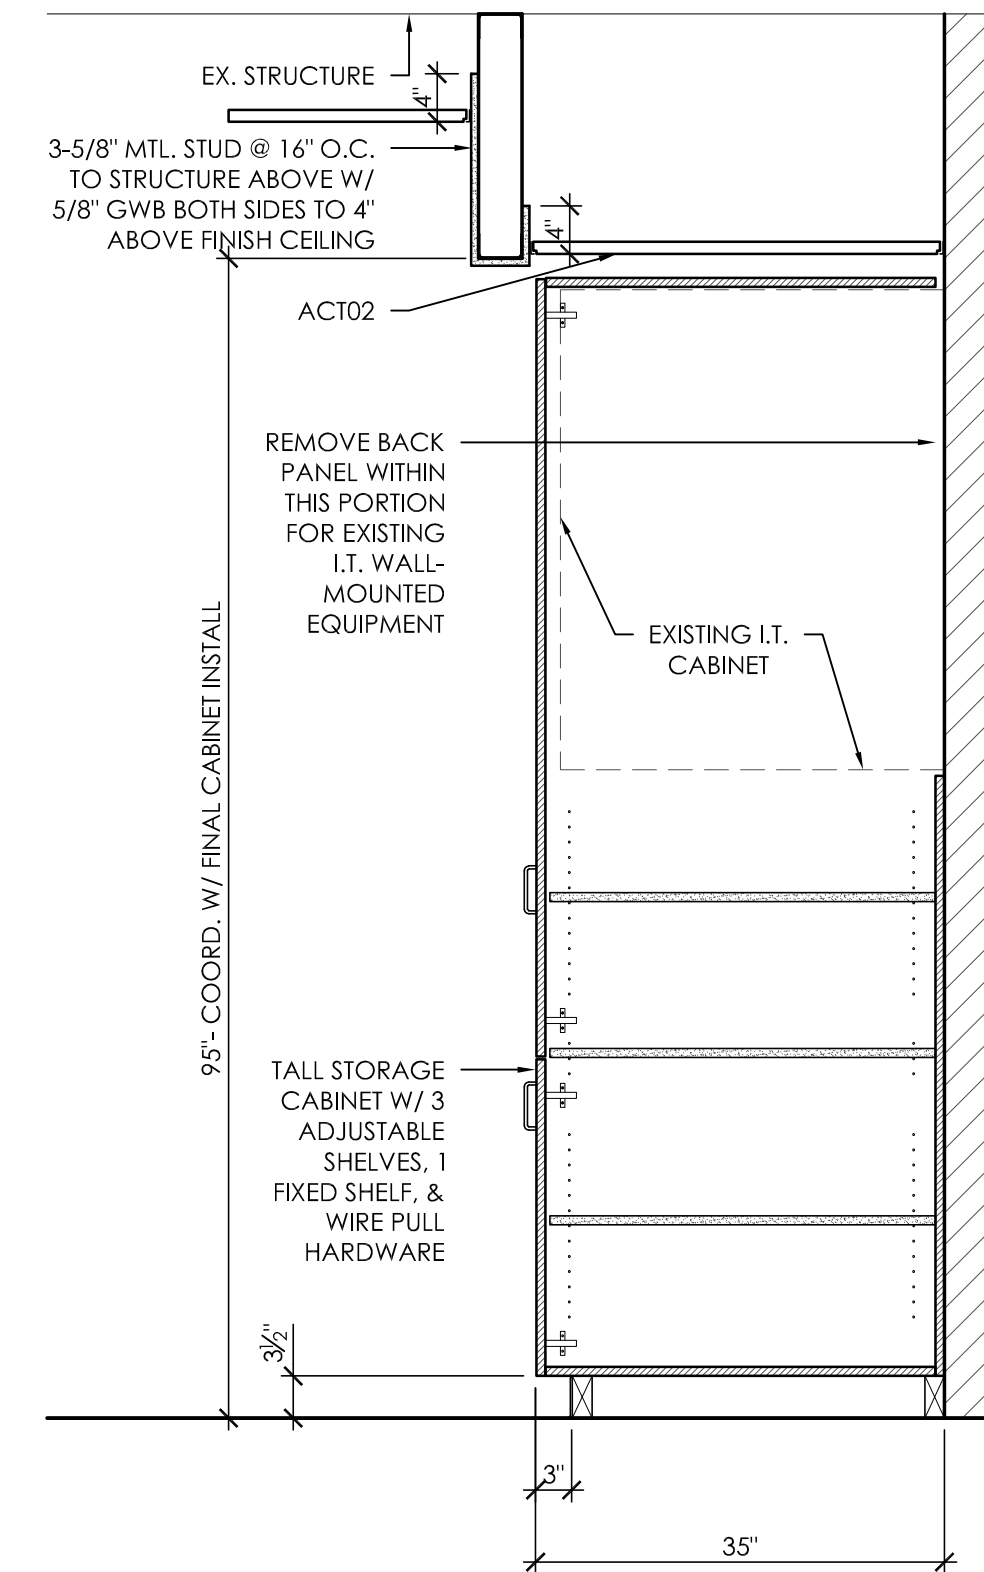 EX. STRUCTURE
4"
3-5/8" MTL. STUD @ 16" O.C.
TO STRUCTURE ABOVE W/
5/8" GWB BOTH SIDES TO 4"
ABOVE FINISH CEILING
4"
ACT02
REMOVE BACK
PANEL WITHIN
THIS PORTION
FOR EXISTING
I.T. WALL-
MOUNTED
EQUIPMENT
EXISTING I.T.
CABINET
95"- COORD. W/ FINAL CABINET INSTALL
TALL STORAGE
CABINET W/ 3
ADJUSTABLE
SHELVES, 1
FIXED SHELF, &
WIRE PULL
HARDWARE
3½"
3"
35"